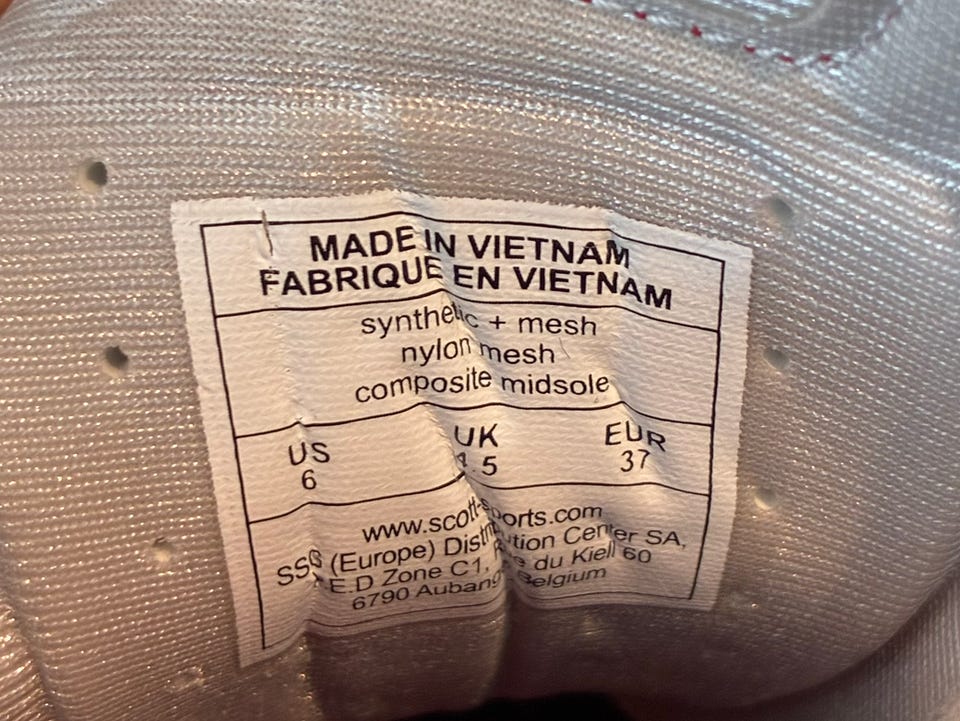 MADE IN VIETNAM
FABRIQUE EN VIETNAM
synthetic + mesh
nylon mesh
composite midsole
US UK EUR
6 .5 37
www.scott-sports.com
SSG (Europe) Distribution Center SA,
P.E.D Zone C1, Rue du Kiell 60
6790 Aubange Belgium